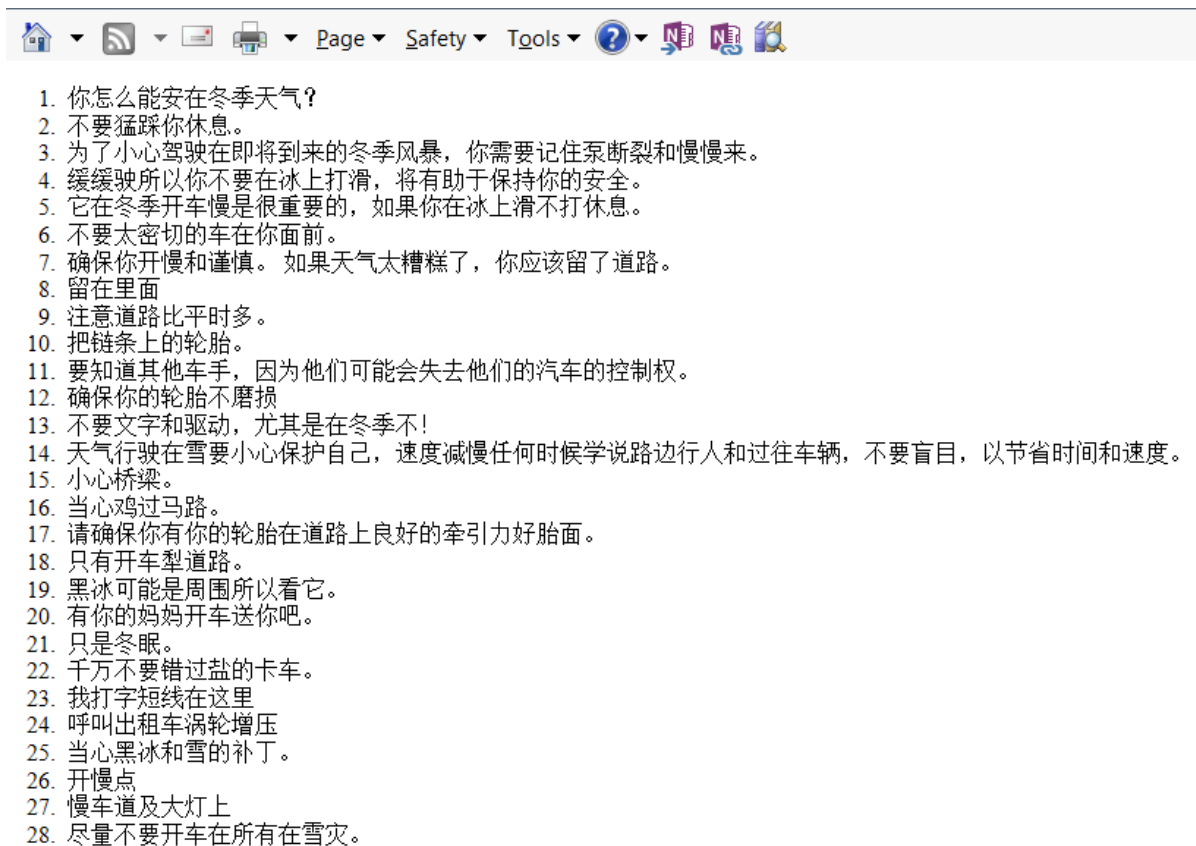 Page Safety Tools
1. 你怎么能安在冬季天气?
2. 不要猛踩你休息。
3. 为了小心驾驶在即将到来的冬季风暴，你需要记住泵断裂和慢慢来。
4. 缓缓驶所以你不要在冰上打滑，将有助于保持你的安全。
5. 它在冬季开车慢是很重要的，如果你在冰上滑不打休息。
6. 不要太密切的车在你面前。
7. 确保你开慢和谨慎。 如果天气太糟糕了，你应该留了道路。
8. 留在里面
9. 注意道路比平时多。
10. 把链条上的轮胎。
11. 要知道其他车手，因为他们可能会失去他们的汽车的控制权。
12. 确保你的轮胎不磨损
13. 不要文字和驱动，尤其是在冬季不!
14. 天气行驶在雪要小心保护自己，速度减慢任何时候学说路边行人和过往车辆，不要盲目，以节省时间和速度。
15. 小心桥梁。
16. 当心鸡过马路。
17. 请确保你有你的轮胎在道路上良好的牵引力好胎面。
18. 只有开车犁道路。
19. 黑冰可能是周围所以看它。
20. 有你的妈妈开车送你吧。
21. 只是冬眠。
22. 千万不要错过盐的卡车。
23. 我打字短线在这里
24. 呼叫出租车涡轮增压
25. 当心黑冰和雪的补丁。
26. 开慢点
27. 慢车道及大灯上
28. 尽量不要开车在所有在雪灾。